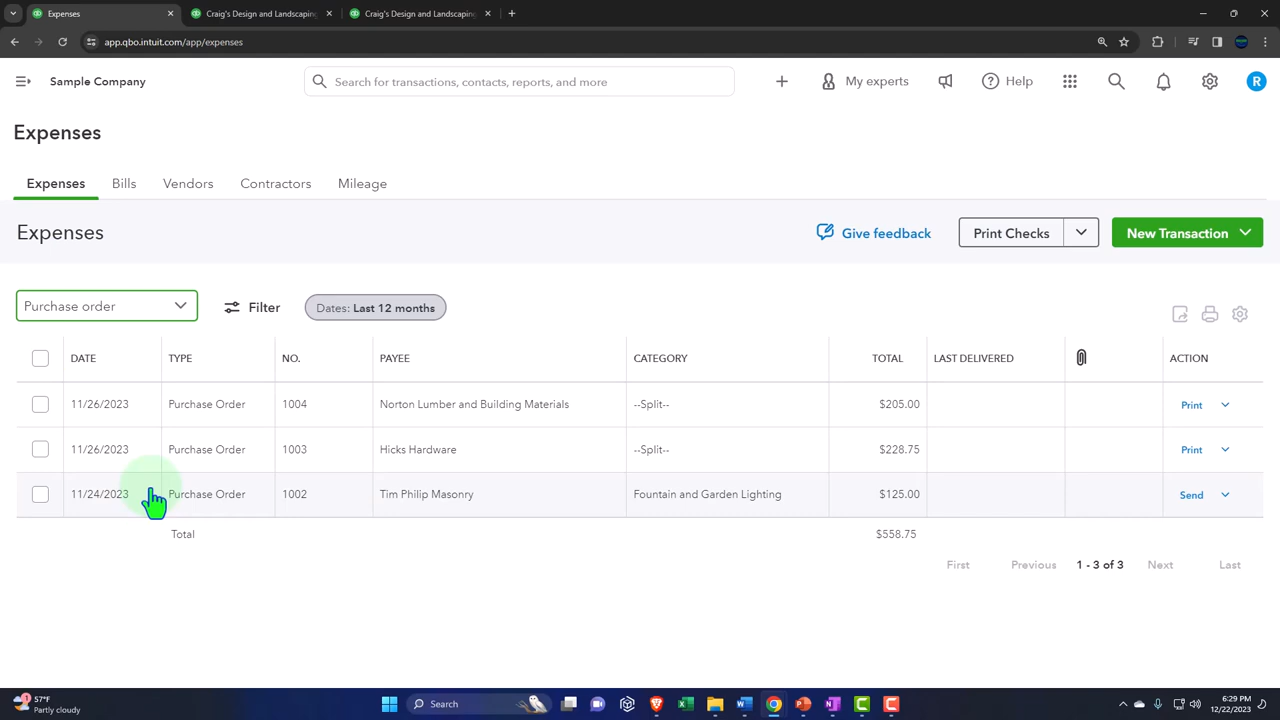 Expenses
Craig's Design and Landscaping
Craig's Design and Landscaping
app.qbo.intuit.com/app/expenses
Sample Company
Search for transactions, contacts, reports, and more
My experts
Help
R
Expenses
Expenses Bills Vendors Contractors Mileage
Expenses
Give feedback
Print Checks
New Transaction
Purchase order
Filter
Dates: Last 12 months
DATE TYPE NO. PAYEE CATEGORY TOTAL LAST DELIVERED ACTION
11/26/2023 Purchase Order 1004 Norton Lumber and Building Materials --Split-- $205.00 Print
11/26/2023 Purchase Order 1003 Hicks Hardware --Split-- $228.75 Print
11/24/2023 Purchase Order 1002 Tim Philip Masonry Fountain and Garden Lighting $125.00 Send
Total $558.75
First Previous 1 - 3 of 3 Next Last
1
57°F
Partly cloudy
Search
6:29 PM
12/22/2023